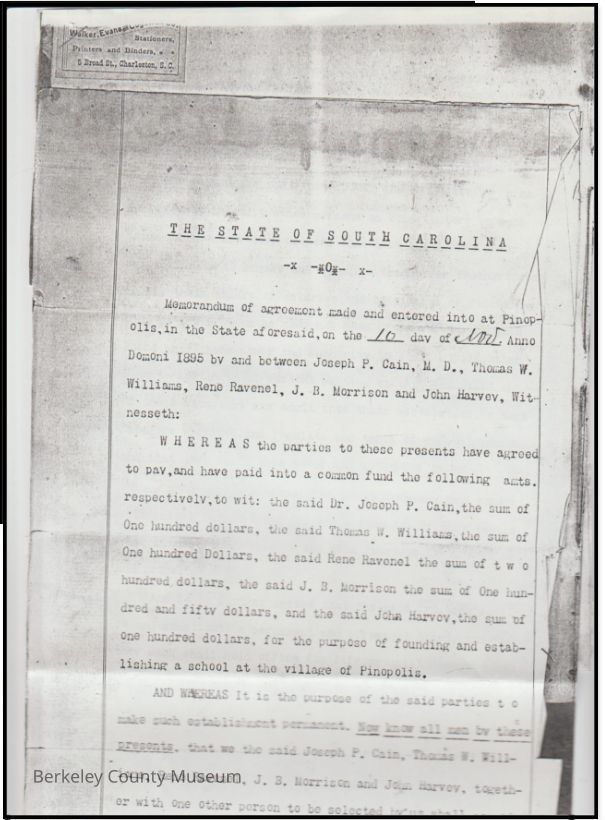 Walker, Evans
Stationers,
Printers and Binders,
5 Broad St., Charleston, S. C.
THE STATE OF SOUTH CAROLINA
-x -*O*- x-
Memorandum of agreement made and entered into at Pinop-
olis,in the State aforesaid,on the 10 day of Nov. Anno
Domoni I895 by and between Joseph P. Cain, M. D., Thomas W.
Williams, Rene Ravenel, J. B. Morrison and John Harvey, Wit-
nesseth:
W H E R E A S the parties to these presents have agreed
to pay,and have paid into a common fund the following amts.
respectively,to wit: the said Dr. Joseph P. Cain,the sum of
One hundred dollars, the said Thomas W. Williams,the sum of
One hundred Dollars, the said Rene Ravenel the sum of t w o
hundred dollars, the said J. B. Morrison the sum of One hun-
dred and fifty dollars, and the said John Harvey,the sum of
one hundred dollars, for the purpose of founding and estab-
lishing a school at the village of Pinopolis.
AND WHEREAS It is the purpose of the said parties t o
make such establishment permanent. Now know all men by these
presents. that we the said Joseph P. Cain, Thomas W. Will-
J. B. Morrison and John Harvey, togeth-
er with one other person to be selected
Berkeley County Museum